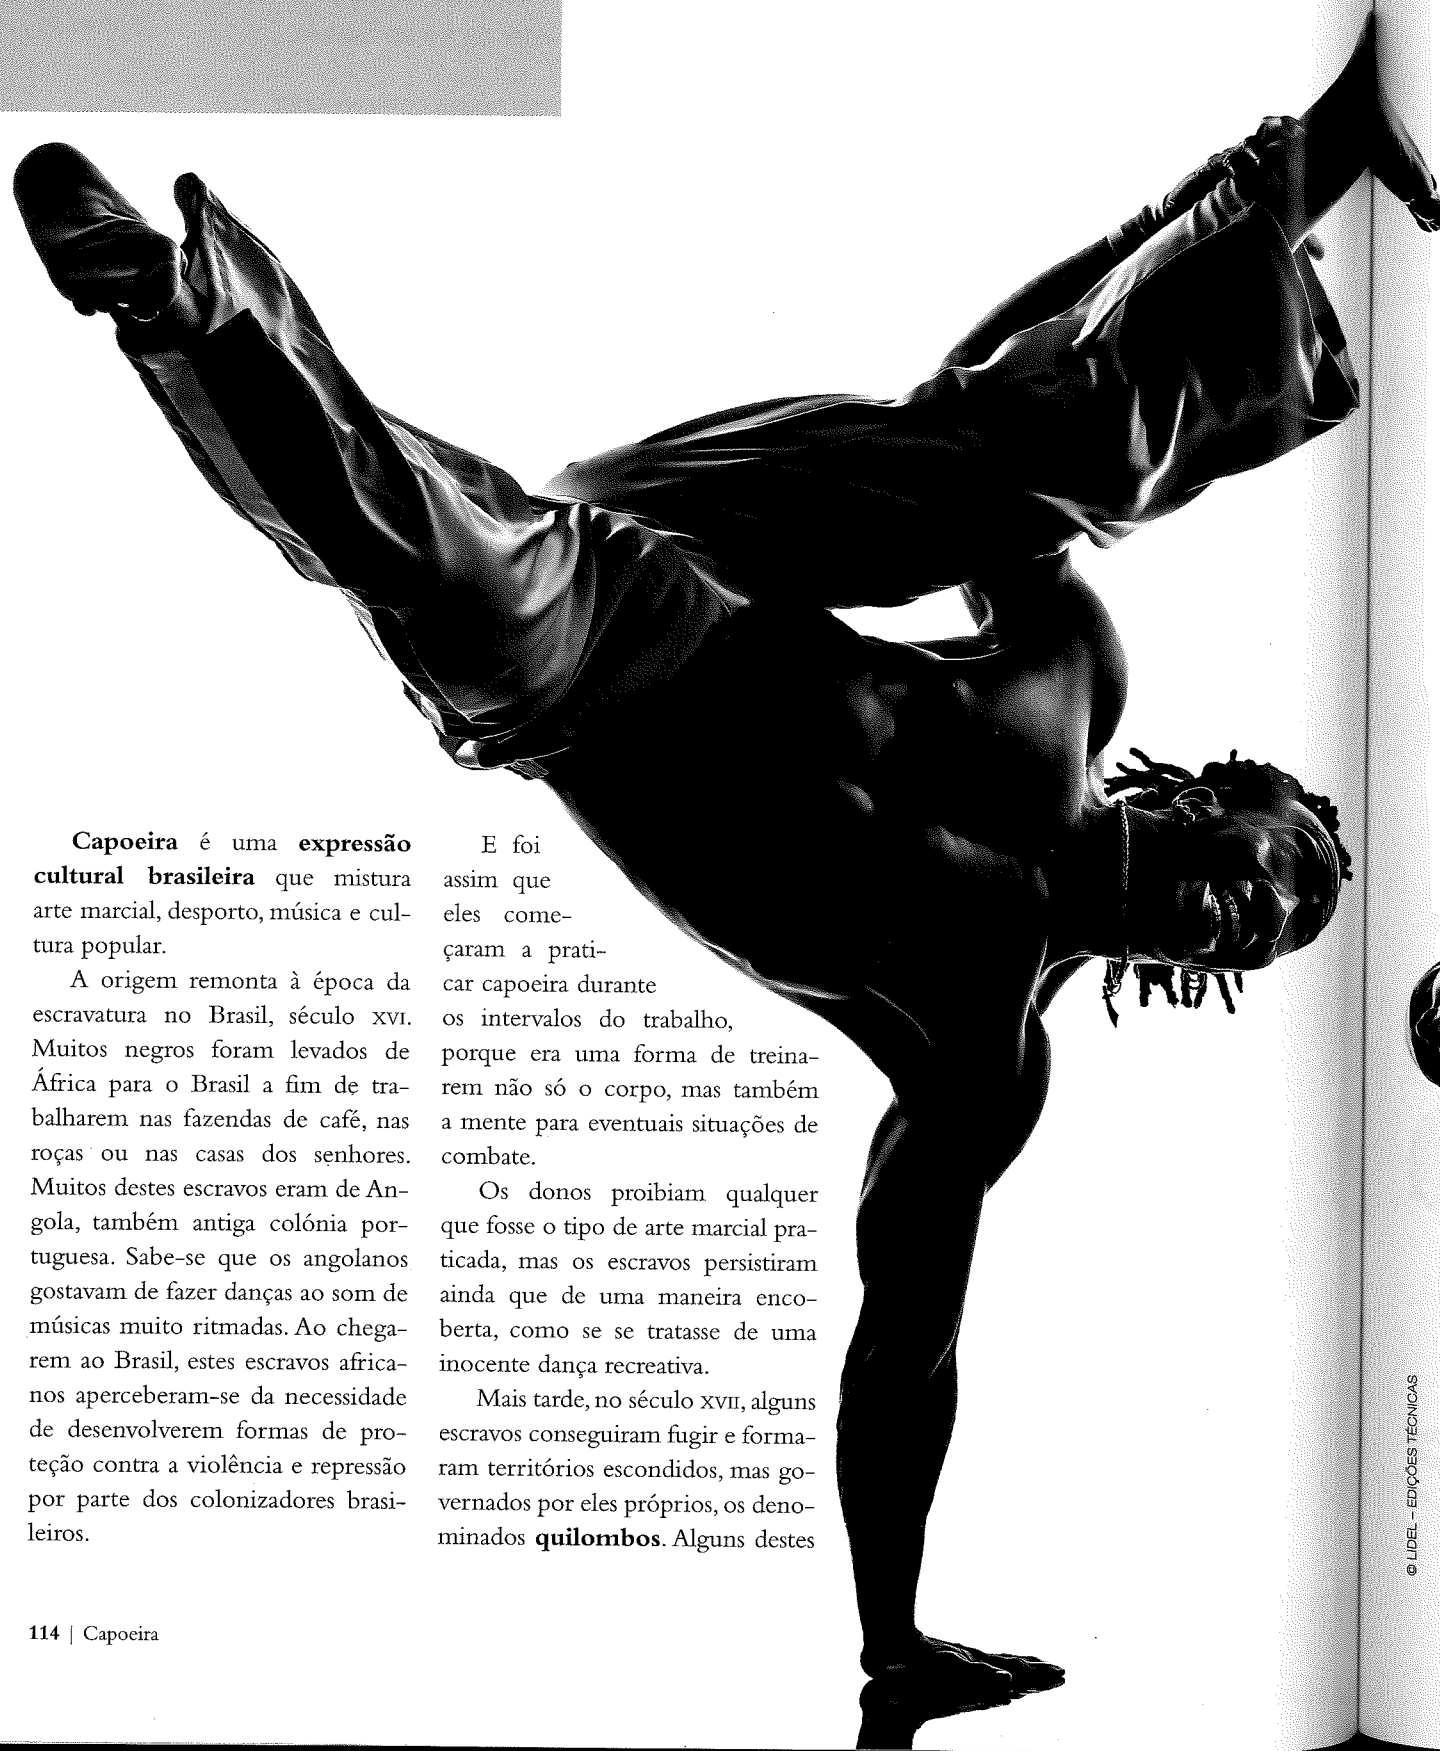 Capoeira é uma expressão
cultural brasileira que mistura
arte marcial, desporto, música e cul-
tura popular.
A origem remonta à época da
escravatura no Brasil, século XVI.
Muitos negros foram levados de
África para o Brasil a fim de tra-
balharem nas fazendas de café, nas
roças ou nas casas dos senhores.
Muitos destes escravos eram de An-
gola, também antiga colónia por-
tuguesa. Sabe-se que os angolanos
gostavam de fazer danças ao som de
músicas muito ritmadas. Ao chega-
rem ao Brasil, estes escravos africa-
nos aperceberam-se da necessidade
de desenvolverem formas de pro-
teção contra a violência e repressão
por parte dos colonizadores brasi-
leiros.
E foi
assim que
eles come-
çaram a prati-
car capoeira durante
os intervalos do trabalho,
porque era uma forma de treina-
rem não só o corpo, mas também
a mente para eventuais situações de
combate.
Os donos proibiam qualquer
que fosse o tipo de arte marcial pra-
ticada, mas os escravos persistiram
ainda que de uma maneira enco-
berta, como se se tratasse de uma
inocente dança recreativa.
Mais tarde, no século XVII, alguns
escravos conseguiram fugir e forma-
ram territórios escondidos, mas go-
vernados por eles próprios, os deno-
minados quilombos. Alguns destes
114 | Capoeira
© LIDEL – EDIÇÕES TÉCNICAS